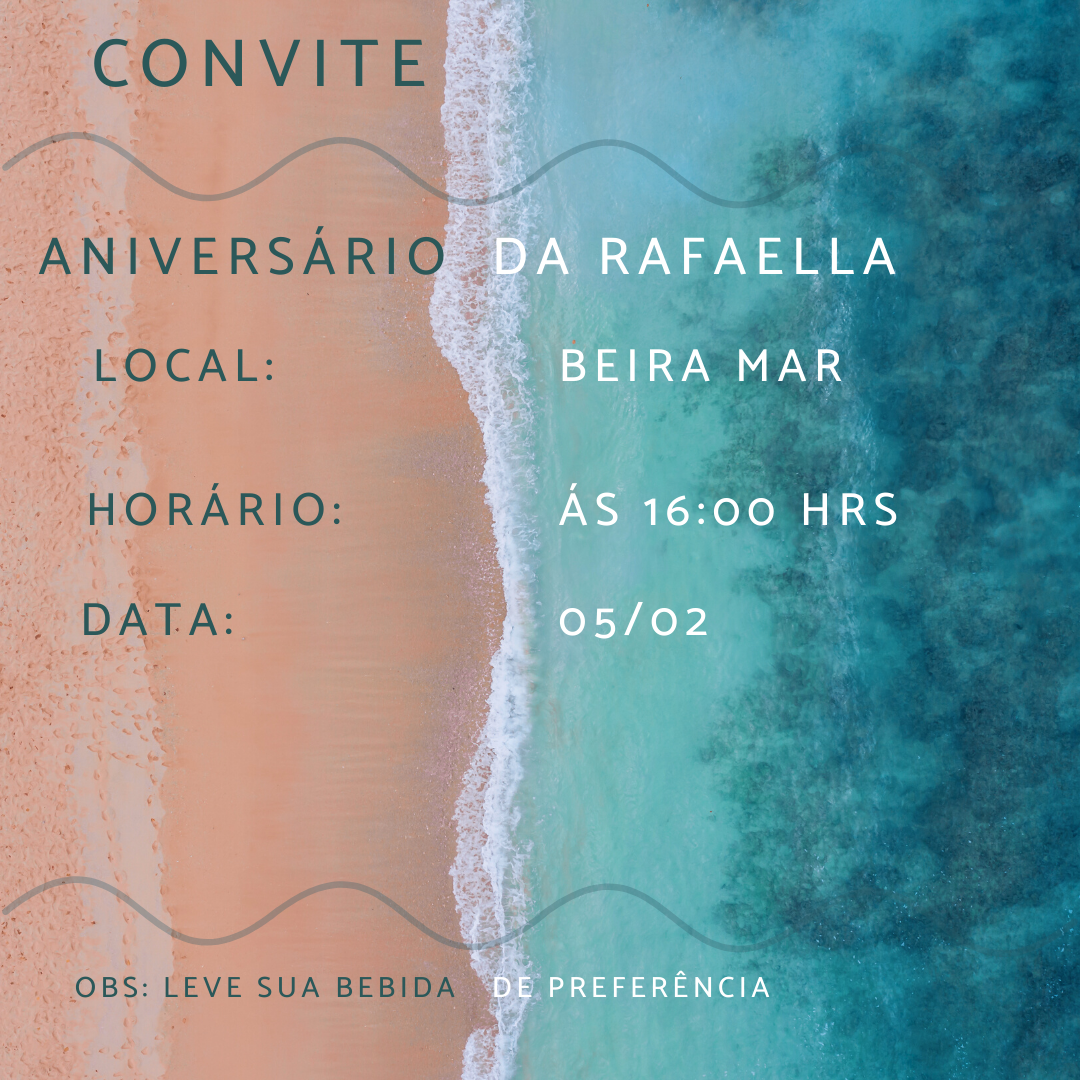 CONVITE
ANIVERSÁRIO DA RAFAELLA
LOCAL: BEIRA MAR
HORÁRIO: ÁS 16:00 HRS
DATA: 05/02
OBS: LEVE SUA BEBIDA DE PREFERÊNCIA